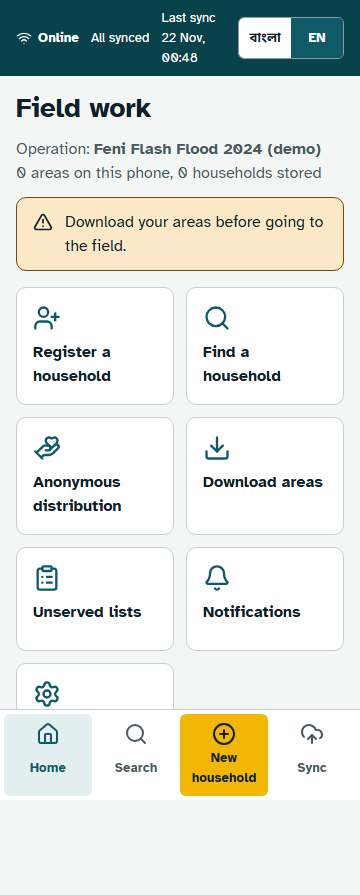 Online
All synced
Last sync
22 Nov,
00:48
বাংলা
EN
Field work
Operation: Feni Flash Flood 2024 (demo)
0 areas on this phone, 0 households stored
Download your areas before going to
the field.
Register a
household
Find a
household
Anonymous
distribution
Download areas
Unserved lists
Notifications
Home
Search
New
household
Sync